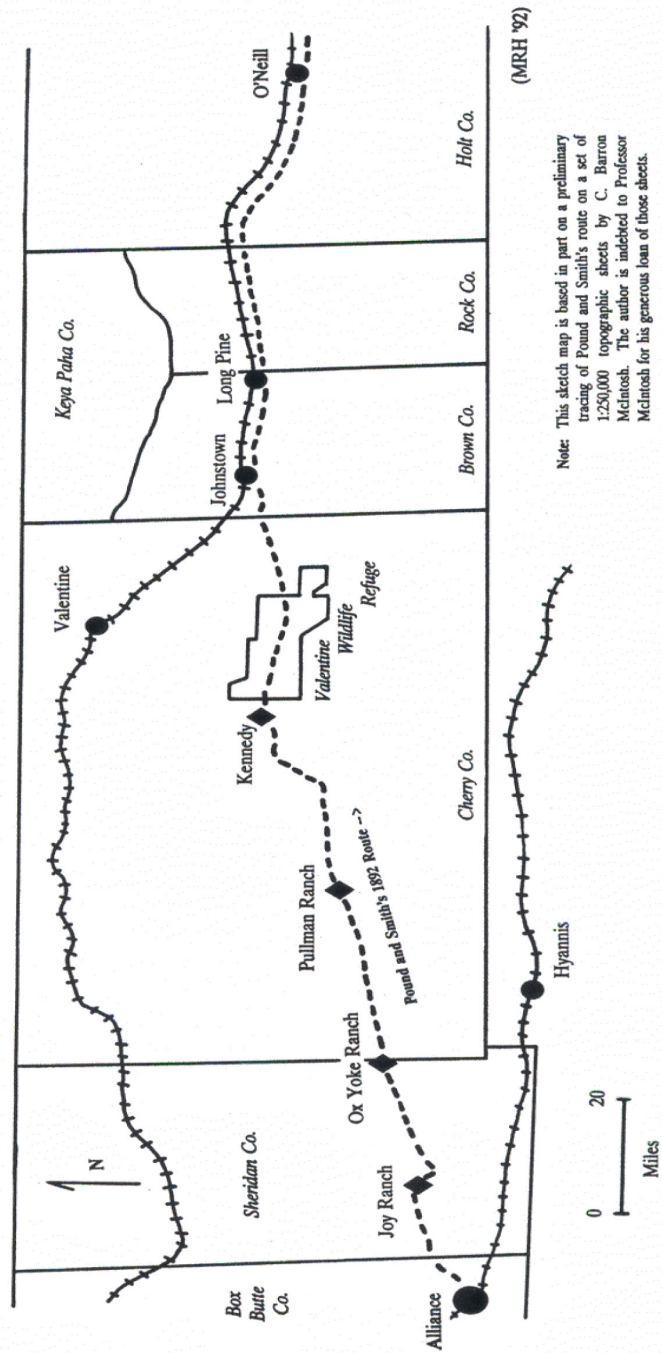 Keya Paha Co.
Valentine
O'Neill
Johnstown
Long Pine
Kennedy
Valentine
Wildlife
Refuge
Pullman Ranch
Pound and Smith's 1892 Route -->
Ox Yoke Ranch
Joy Ranch
N
Sheridan Co.
Box
Butte
Co.
Alliance
Cherry Co.
Brown Co.
Rock Co.
Holt Co.
Hyannis
0
20
Miles
(MRH '92)
Note: This sketch map is based in part on a preliminary
tracing of Pound and Smith's route on a set of
1:250,000 topographic sheets by C. Barron
McIntosh. The author is indebted to Professor
McIntosh for his generous loan of those sheets.